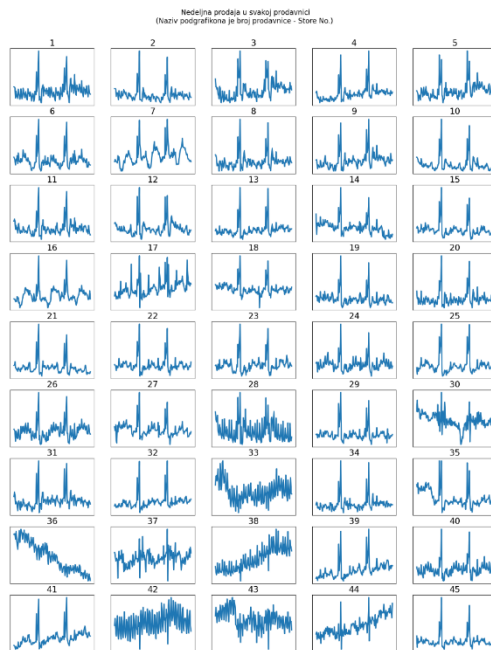 Nedeljna prodaja u svakoj prodavnici
(Naziv podgrafikona je broj prodavnice - Store No.)
1 2 3 4 5
6 7 8 9 10
11 12 13 14 15
16 17 18 19 20
21 22 23 24 25
26 27 28 29 30
31 32 33 34 35
36 37 38 39 40
41 42 43 44 45